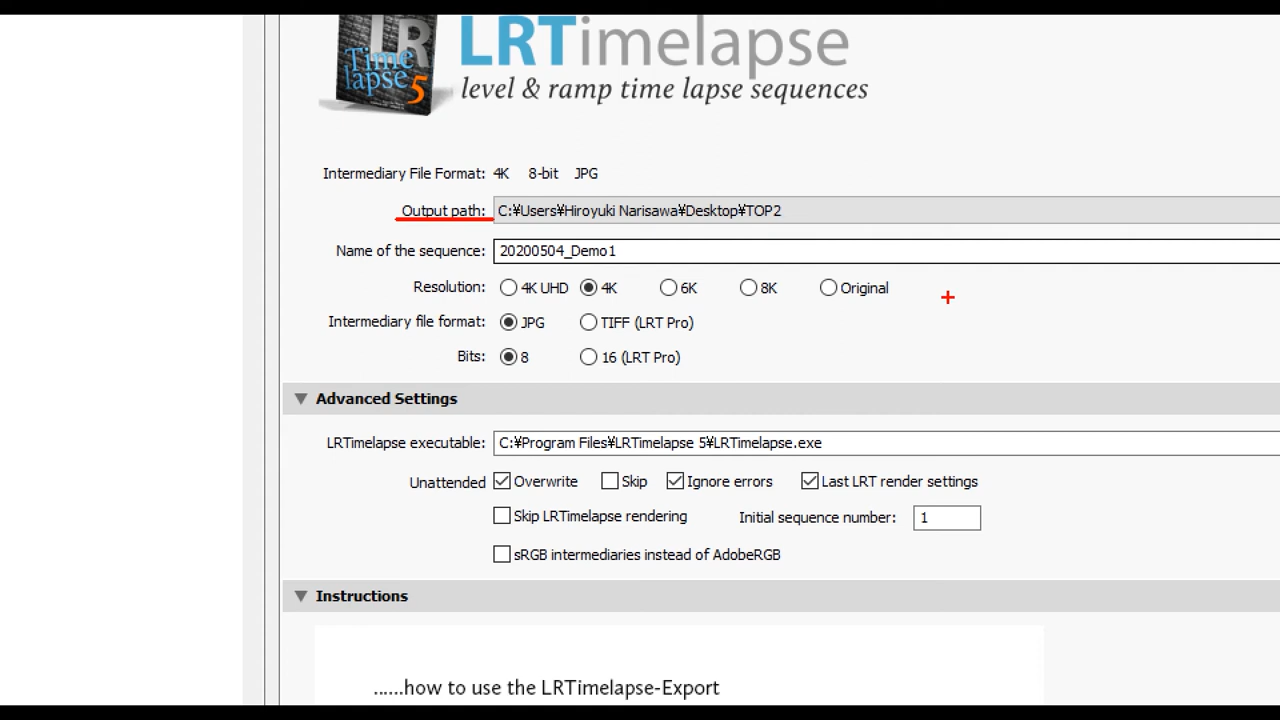 LR
Time
lapse 5
LRTimelapse
level & ramp time lapse sequences
Intermediary File Format: 4K 8-bit JPG
Output path: C:¥Users¥Hiroyuki Narisawa¥Desktop¥TOP2
Name of the sequence: 20200504_Demo1
Resolution: 4K UHD 4K 6K 8K Original
Intermediary file format: JPG TIFF (LRT Pro)
Bits: 8 16 (LRT Pro)
Advanced Settings
LRTimelapse executable: C:¥Program Files¥LRTimelapse 5¥LRTimelapse.exe
Unattended Overwrite Skip Ignore errors Last LRT render settings
Skip LRTimelapse rendering Initial sequence number: 1
sRGB intermediaries instead of AdobeRGB
Instructions
......how to use the LRTimelapse-Export